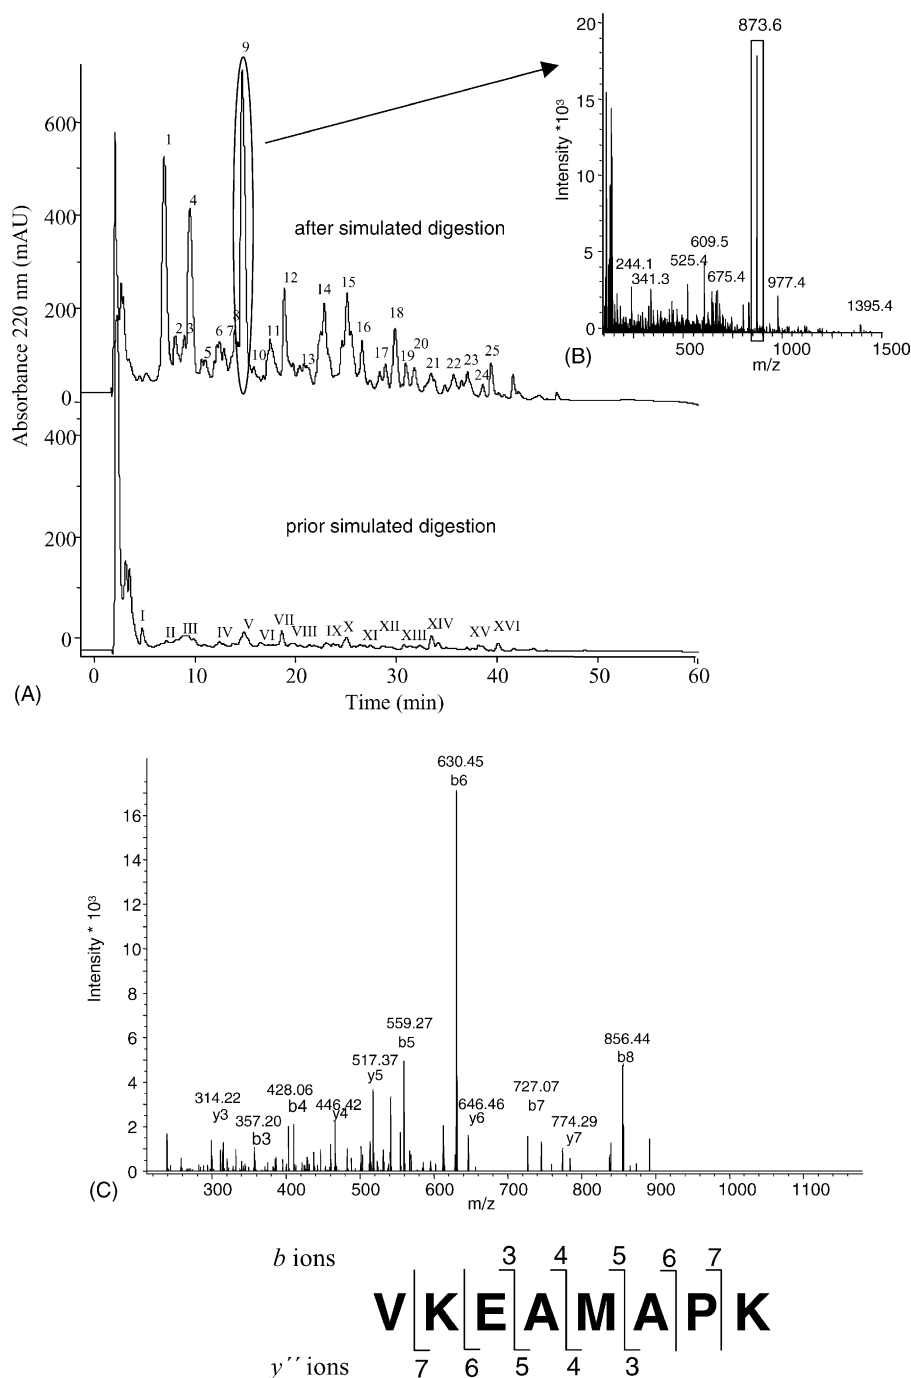 9
873.6
20
15
10
5
0
Intensity *10³
609.5
525.4
244.1
341.3
675.4
977.4
1395.4
500
1000
1500
m/z
(B)
600
400
200
0
Absorbance 220 nm (mAU)
after simulated digestion
1
4
2
3
5
6
7
8
10
11
12
13
14
15
16
17
18
19
20
21
22
23
24
25
400
200
0
prior simulated digestion
I
II
III
IV
V
VI
VII
VIII
IX
X
XI
XII
XIII
XIV
XV
XVI
0 10 20 30 40 50 60
Time (min)
(A)
630.45
b6
16
14
12
10
8
6
4
2
0
Intensity * 10³
559.27
b5
517.37
y5
856.44
b8
314.22
y3
428.06
b4
357.20
b3
446.42
y4
646.46
y6
727.07
b7
774.29
y7
300 400 500 600 700 800 900 1000 1100
m/z
(C)
b ions 3 4 5 6 7
VKEAMAPK
y´´ ions 7 6 5 4 3